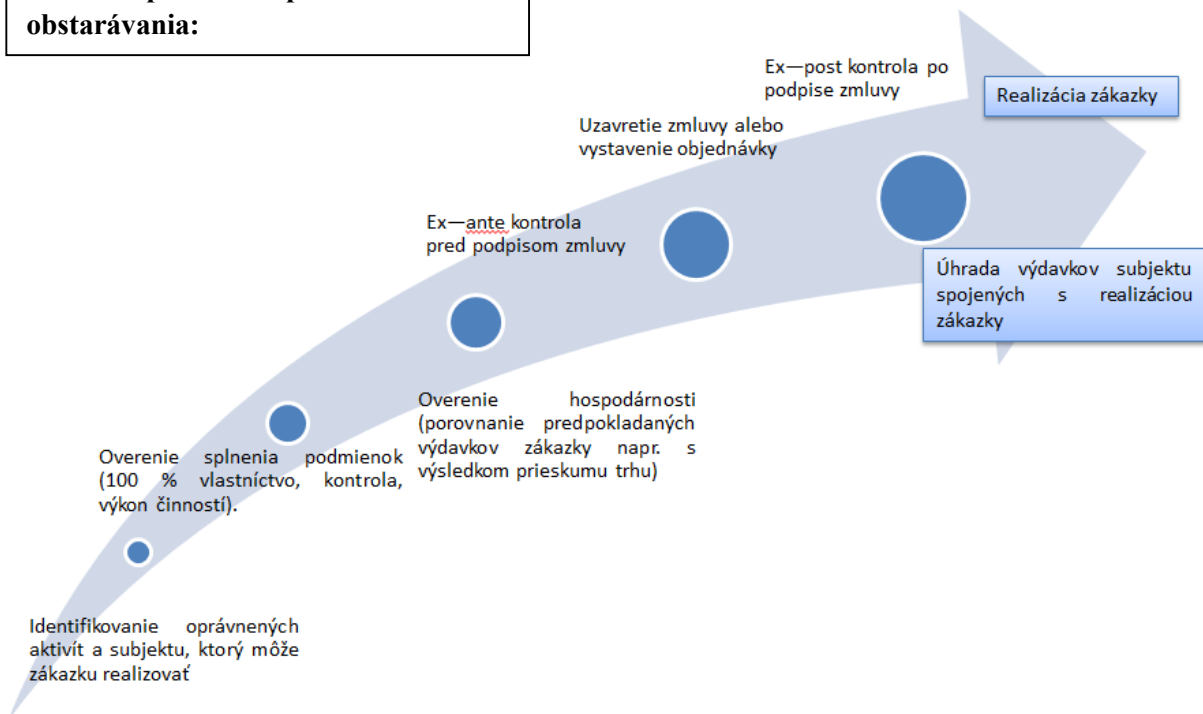 obstarávania:
Ex—post kontrola po
podpise zmluvy
Realizácia zákazky
Uzavretie zmluvy alebo
vystavenie objednávky
Ex—ante kontrola
pred podpisom zmluvy
Úhrada výdavkov subjektu
spojených s realizáciou
zákazky
Overenie hospodárnosti
(porovnanie predpokladaných
výdavkov zákazky napr. s
výsledkom prieskumu trhu)
Overenie splnenia podmienok
(100 % vlastníctvo, kontrola,
výkon činností).
Identifikovanie oprávnených
aktivít a subjektu, ktorý môže
zákazku realizovať